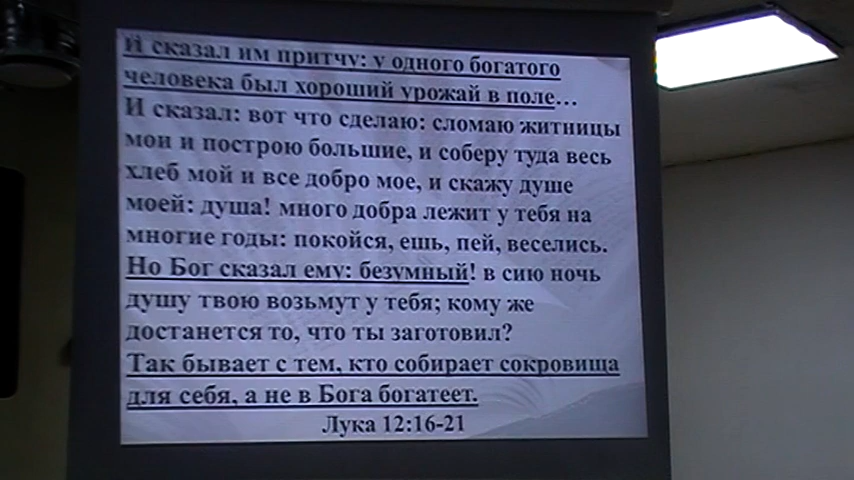 И сказал им притчу: у одного богатого
человека был хороший урожай в поле…
И сказал: вот что сделаю: сломаю житницы
мои и построю большие, и соберу туда весь
хлеб мой и все добро мое, и скажу душе
моей: душа! много добра лежит у тебя на
многие годы: покойся, ешь, пей, веселись.
Но Бог сказал ему: безумный! в сию ночь
душу твою возьмут у тебя; кому же
достанется то, что ты заготовил?
Так бывает с тем, кто собирает сокровища
для себя, а не в Бога богатеет.
Лука 12:16-21